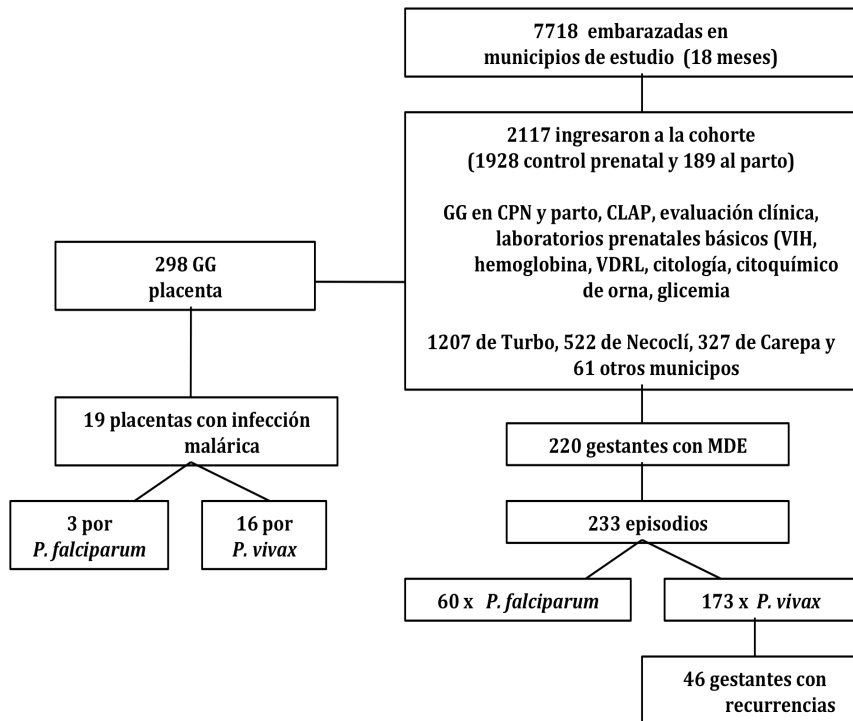 7718 embarazadas en
municipios de estudio (18 meses)
2117 ingresaron a la cohorte
(1928 control prenatal y 189 al parto)
GG en CPN y parto, CLAP, evaluación clínica,
laboratorios prenatales básicos (VIH,
hemoglobina, VDRL, citología, citoquímico
de orna, glicemia
1207 de Turbo, 522 de Necoclí, 327 de Carepa y
61 otros municipos
298 GG
placenta
19 placentas con infección
malárica
3 por
P. falciparum
16 por
P. vivax
220 gestantes con MDE
233 episodios
60 x P. falciparum
173 x P. vivax
46 gestantes con
recurrencias